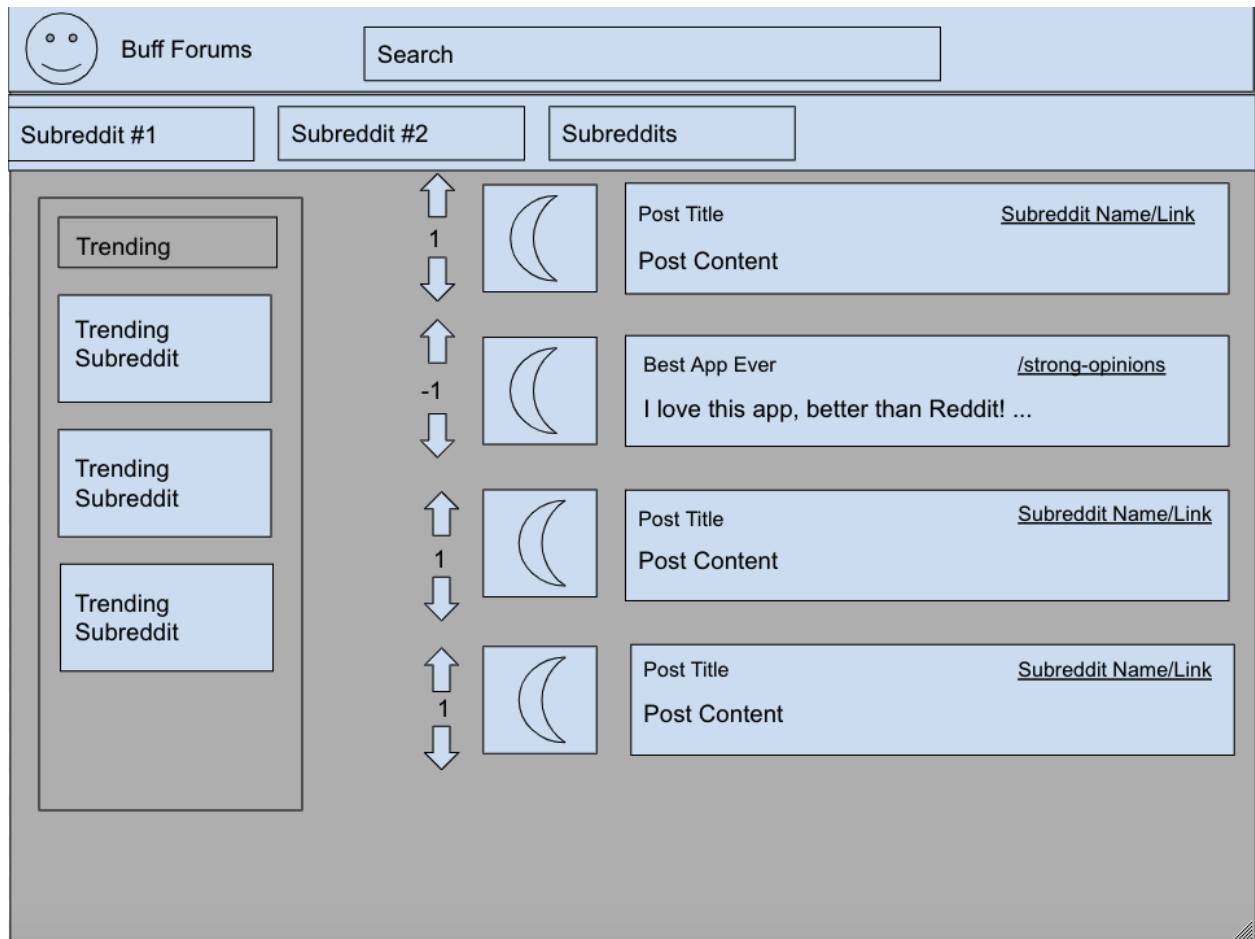 Buff Forums
Search
Subreddit #1
Subreddit #2
Subreddits
Trending
Trending
Subreddit
Trending
Subreddit
Trending
Subreddit
1
Post Title
Subreddit Name/Link
Post Content
-1
Best App Ever
/strong-opinions
I love this app, better than Reddit! ...
1
Post Title
Subreddit Name/Link
Post Content
1
Post Title
Subreddit Name/Link
Post Content